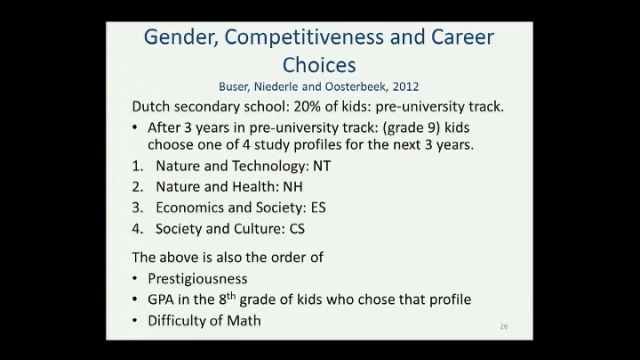 Gender, Competitiveness and Career
Choices
Buser, Niederle and Oosterbeek, 2012
Dutch secondary school: 20% of kids: pre-university track.
• After 3 years in pre-university track: (grade 9) kids
choose one of 4 study profiles for the next 3 years.
1. Nature and Technology: NT
2. Nature and Health: NH
3. Economics and Society: ES
4. Society and Culture: CS
The above is also the order of
• Prestigiousness
• GPA in the 8th grade of kids who chose that profile
• Difficulty of Math
26